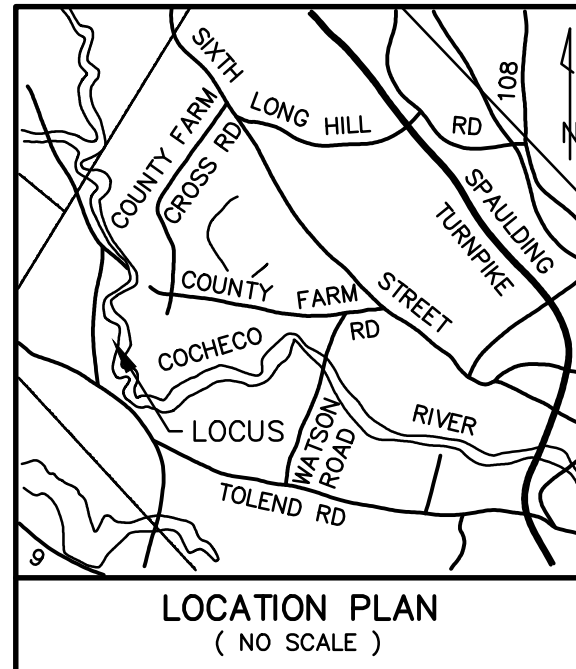 SIXTH
LONG HILL RD
108
N
COUNTY FARM
CROSS RD
SPAULDING
TURNPIKE
COUNTY FARM RD
STREET
COCHECO
RIVER
LOCUS
WATSON
ROAD
TOLEND RD
9
LOCATION PLAN
( NO SCALE )